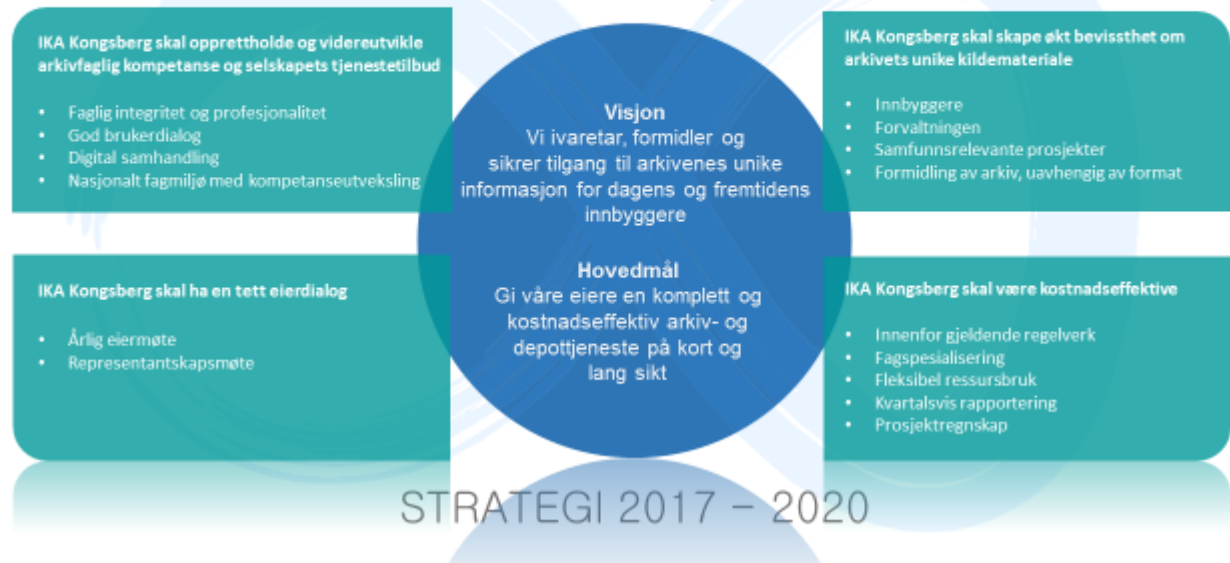 IKA Kongsberg skal opprettholde og videreutvikle
arkivfaglig kompetanse og selskapets tjenestetilbud
• Faglig integritet og profesjonalitet
• God brukerdialog
• Digital samhandling
• Nasjonalt fagmiljø med kompetanseutveksling
Visjon
Vi ivaretar, formidler og
sikrer tilgang til arkivenes unike
informasjon for dagens og fremtidens
innbyggere
Hovedmål
Gi våre eiere en komplett og
kostnadseffektiv arkiv- og
depottjeneste på kort og
lang sikt
IKA Kongsberg skal skape økt bevissthet om
arkivets unike kildemateriale
• Innbyggere
• Forvaltningen
• Samfunnsrelevante prosjekter
• Formidling av arkiv, uavhengig av format
IKA Kongsberg skal ha en tett eierdialog
• Årlig eiermøte
• Representantskapsmøte
IKA Kongsberg skal være kostnadseffektive
• Innenfor gjeldende regelverk
• Fagspesialisering
• Fleksibel ressursbruk
• Kvartalsvis rapportering
• Prosjektregnskap
STRATEGI 2017 – 2020